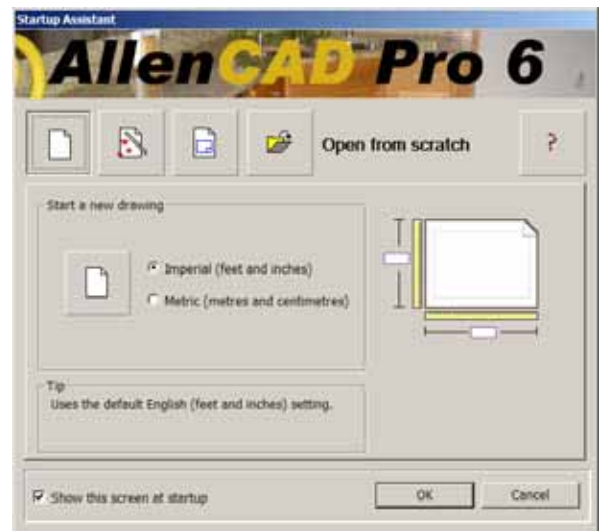 Startup Assistant
AllenCAD Pro 6
Open from scratch
?
Start a new drawing
Imperial (feet and inches)
Metric (metres and centimetres)
Tip
Uses the default English (feet and inches) setting.
Show this screen at startup
OK
Cancel